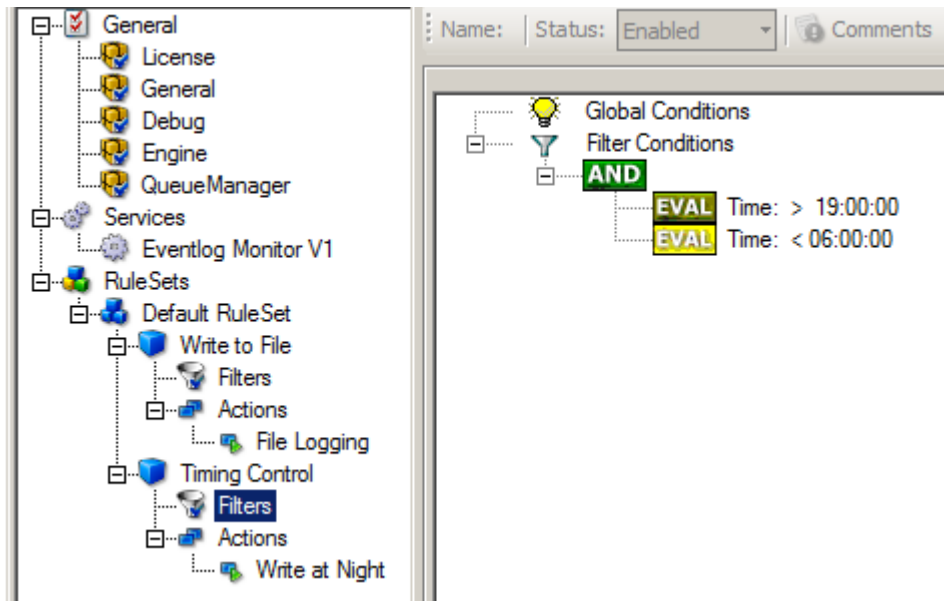 General
License
General
Debug
Engine
QueueManager
Services
Eventlog Monitor V1
RuleSets
Default RuleSet
Write to File
Filters
Actions
File Logging
Timing Control
Filters
Actions
Write at Night
Name: Status: Enabled Comments
Global Conditions
Filter Conditions
AND
EVAL Time: > 19:00:00
EVAL Time: < 06:00:00